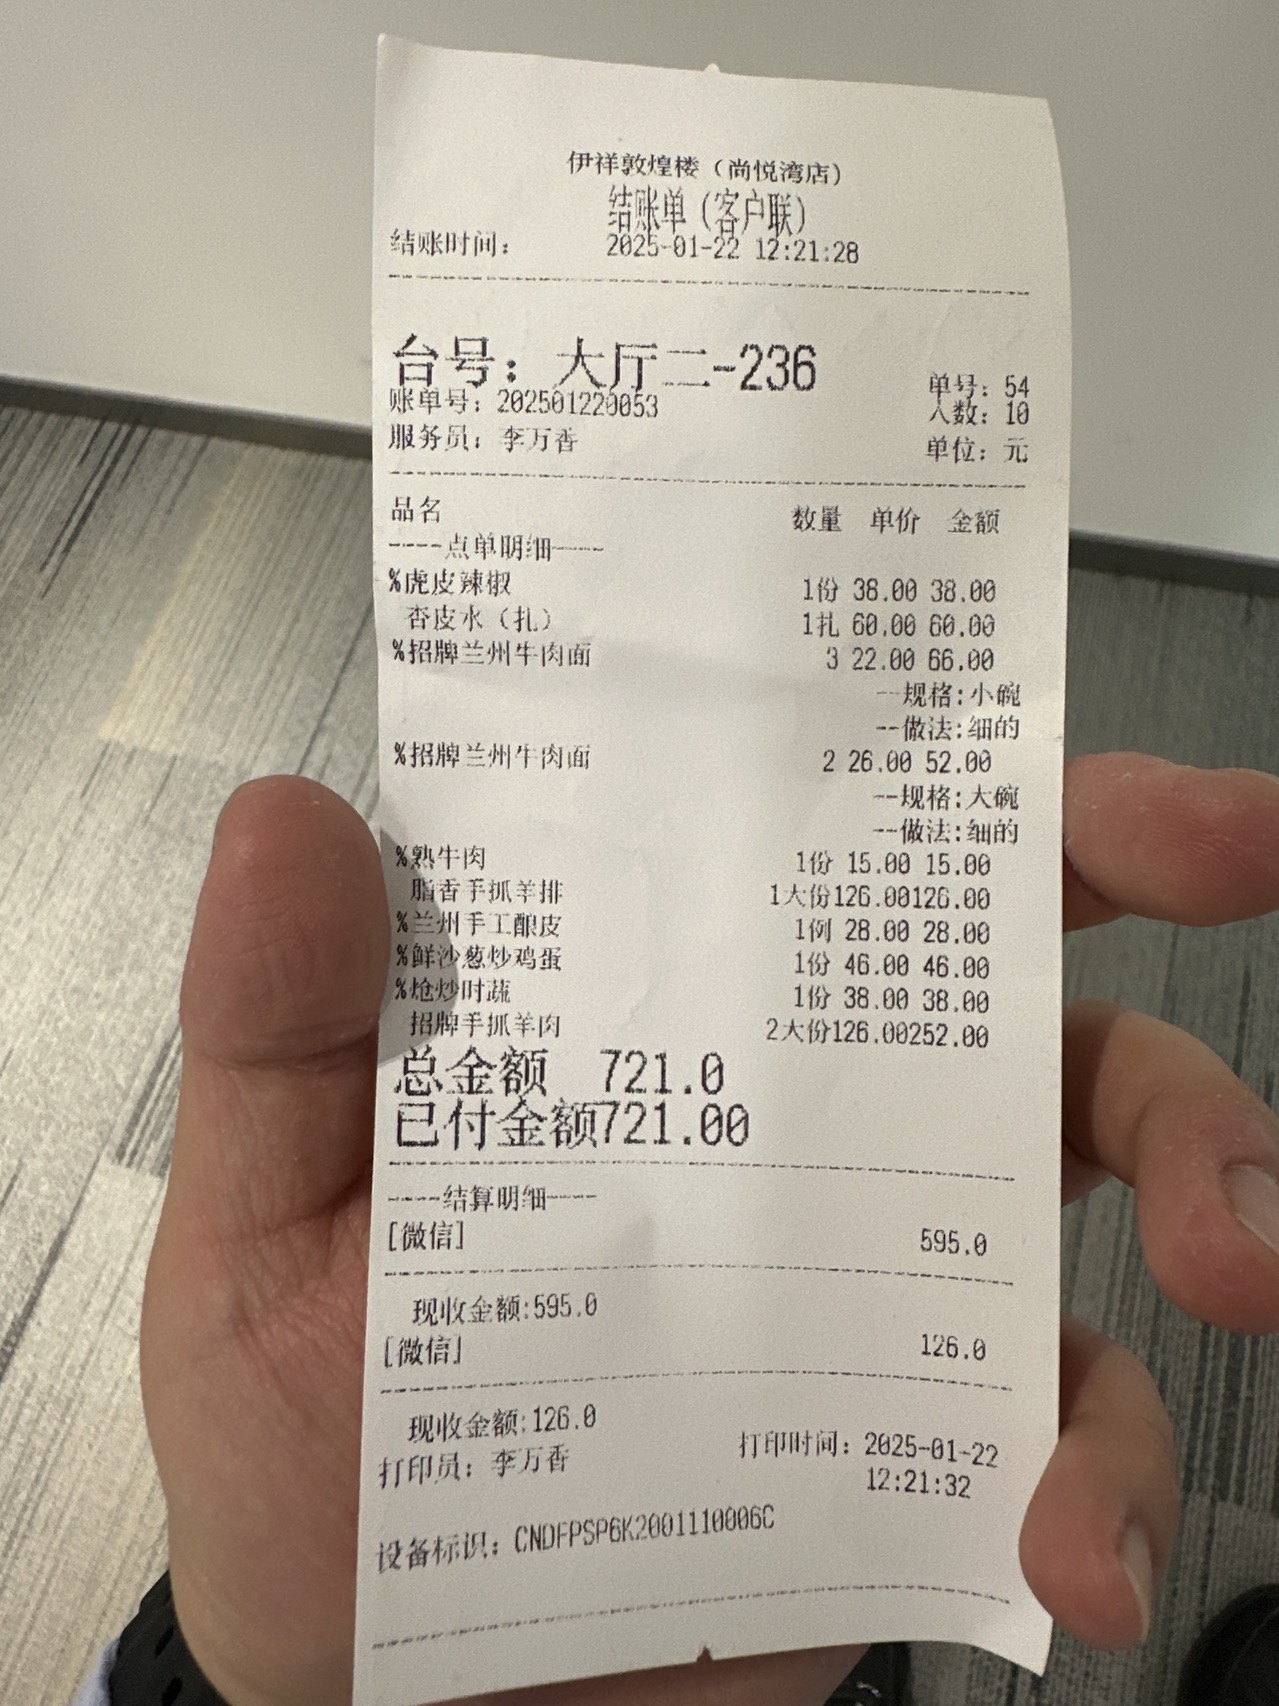 伊祥敦煌楼（尚悦湾店）
结账单（客户联）
结账时间： 2025-01-22 12:21:28
台号：大厅二-236
单号：54
账单号：202501220053
人数：10
服务员：李万香
单位：元
品名 数量 单价 金额
----点单明细----
%虎皮辣椒 1份 38.00 38.00
杏皮水（扎） 1扎 60.00 60.00
%招牌兰州牛肉面 3 22.00 66.00
--规格:小碗
--做法:细的
%招牌兰州牛肉面 2 26.00 52.00
--规格:大碗
--做法:细的
%熟牛肉 1份 15.00 15.00
脂香手抓羊排 1大份126.00126.00
%兰州手工酿皮 1例 28.00 28.00
%鲜沙葱炒鸡蛋 1份 46.00 46.00
%炝炒时蔬 1份 38.00 38.00
招牌手抓羊肉 2大份126.00252.00
总金额 721.0
已付金额721.00
----结算明细----
[微信] 595.0
现收金额:595.0
[微信] 126.0
现收金额:126.0
打印员：李万香 打印时间：2025-01-22
12:21:32
设备标识：CNDFPSP6K2001110006C